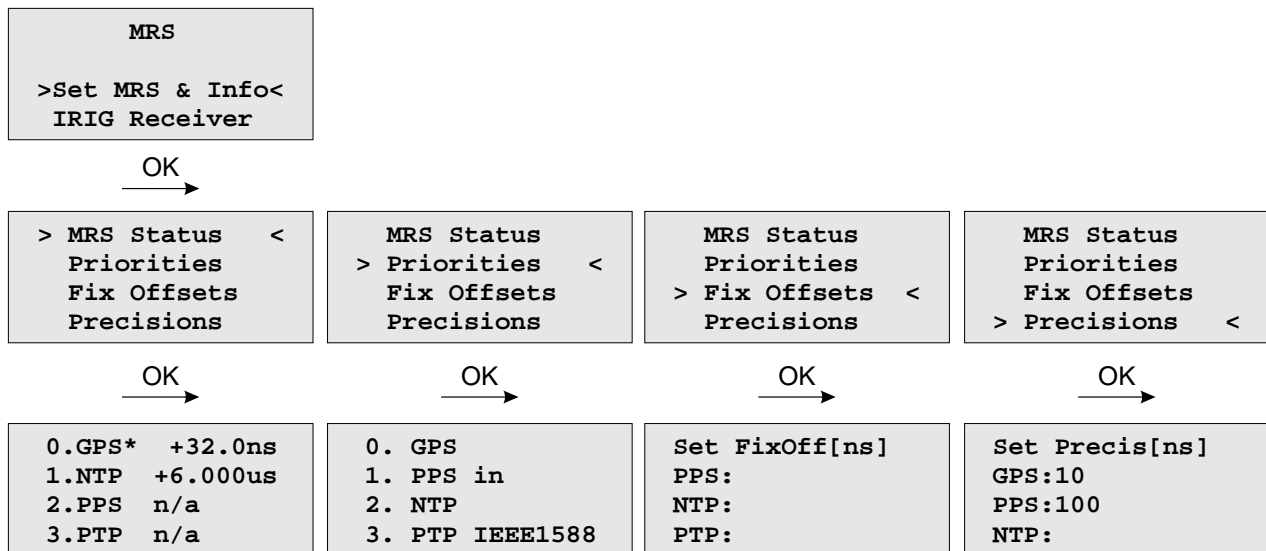 MRS
>Set MRS & Info<
IRIG Receiver
OK
> MRS Status <
Priorities
Fix Offsets
Precisions
MRS Status
> Priorities <
Fix Offsets
Precisions
MRS Status
Priorities
> Fix Offsets <
Precisions
MRS Status
Priorities
Fix Offsets
> Precisions <
OK
OK
OK
OK
0.GPS* +32.0ns
1.NTP +6.000us
2.PPS n/a
3.PTP n/a
0. GPS
1. PPS in
2. NTP
3. PTP IEEE1588
Set FixOff[ns]
PPS:
NTP:
PTP:
Set Precis[ns]
GPS:10
PPS:100
NTP: